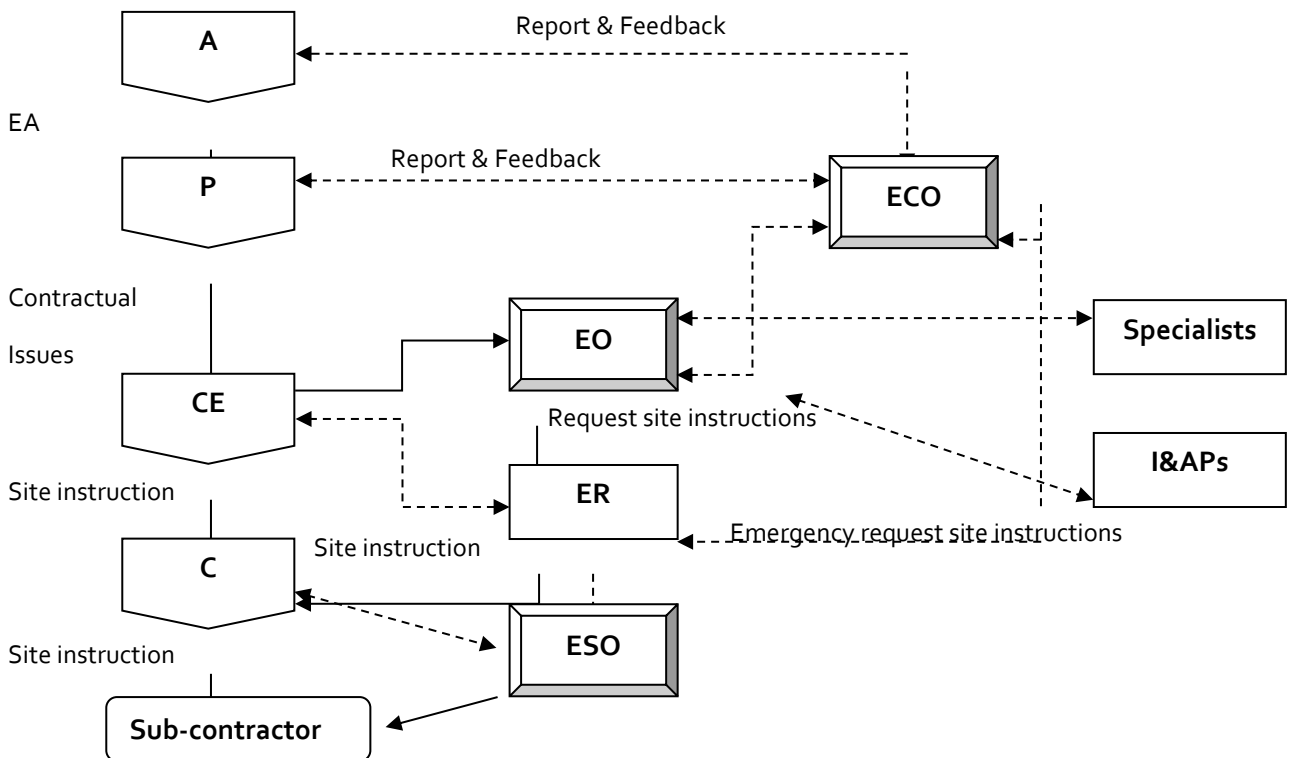 Report & Feedback
A
EA
Report & Feedback
P
ECO
Contractual
Issues
EO
Specialists
CE
Request site instructions
I&APs
Site instruction
ER
Emergency request site instructions
Site instruction
C
ESO
Site instruction
Sub-contractor